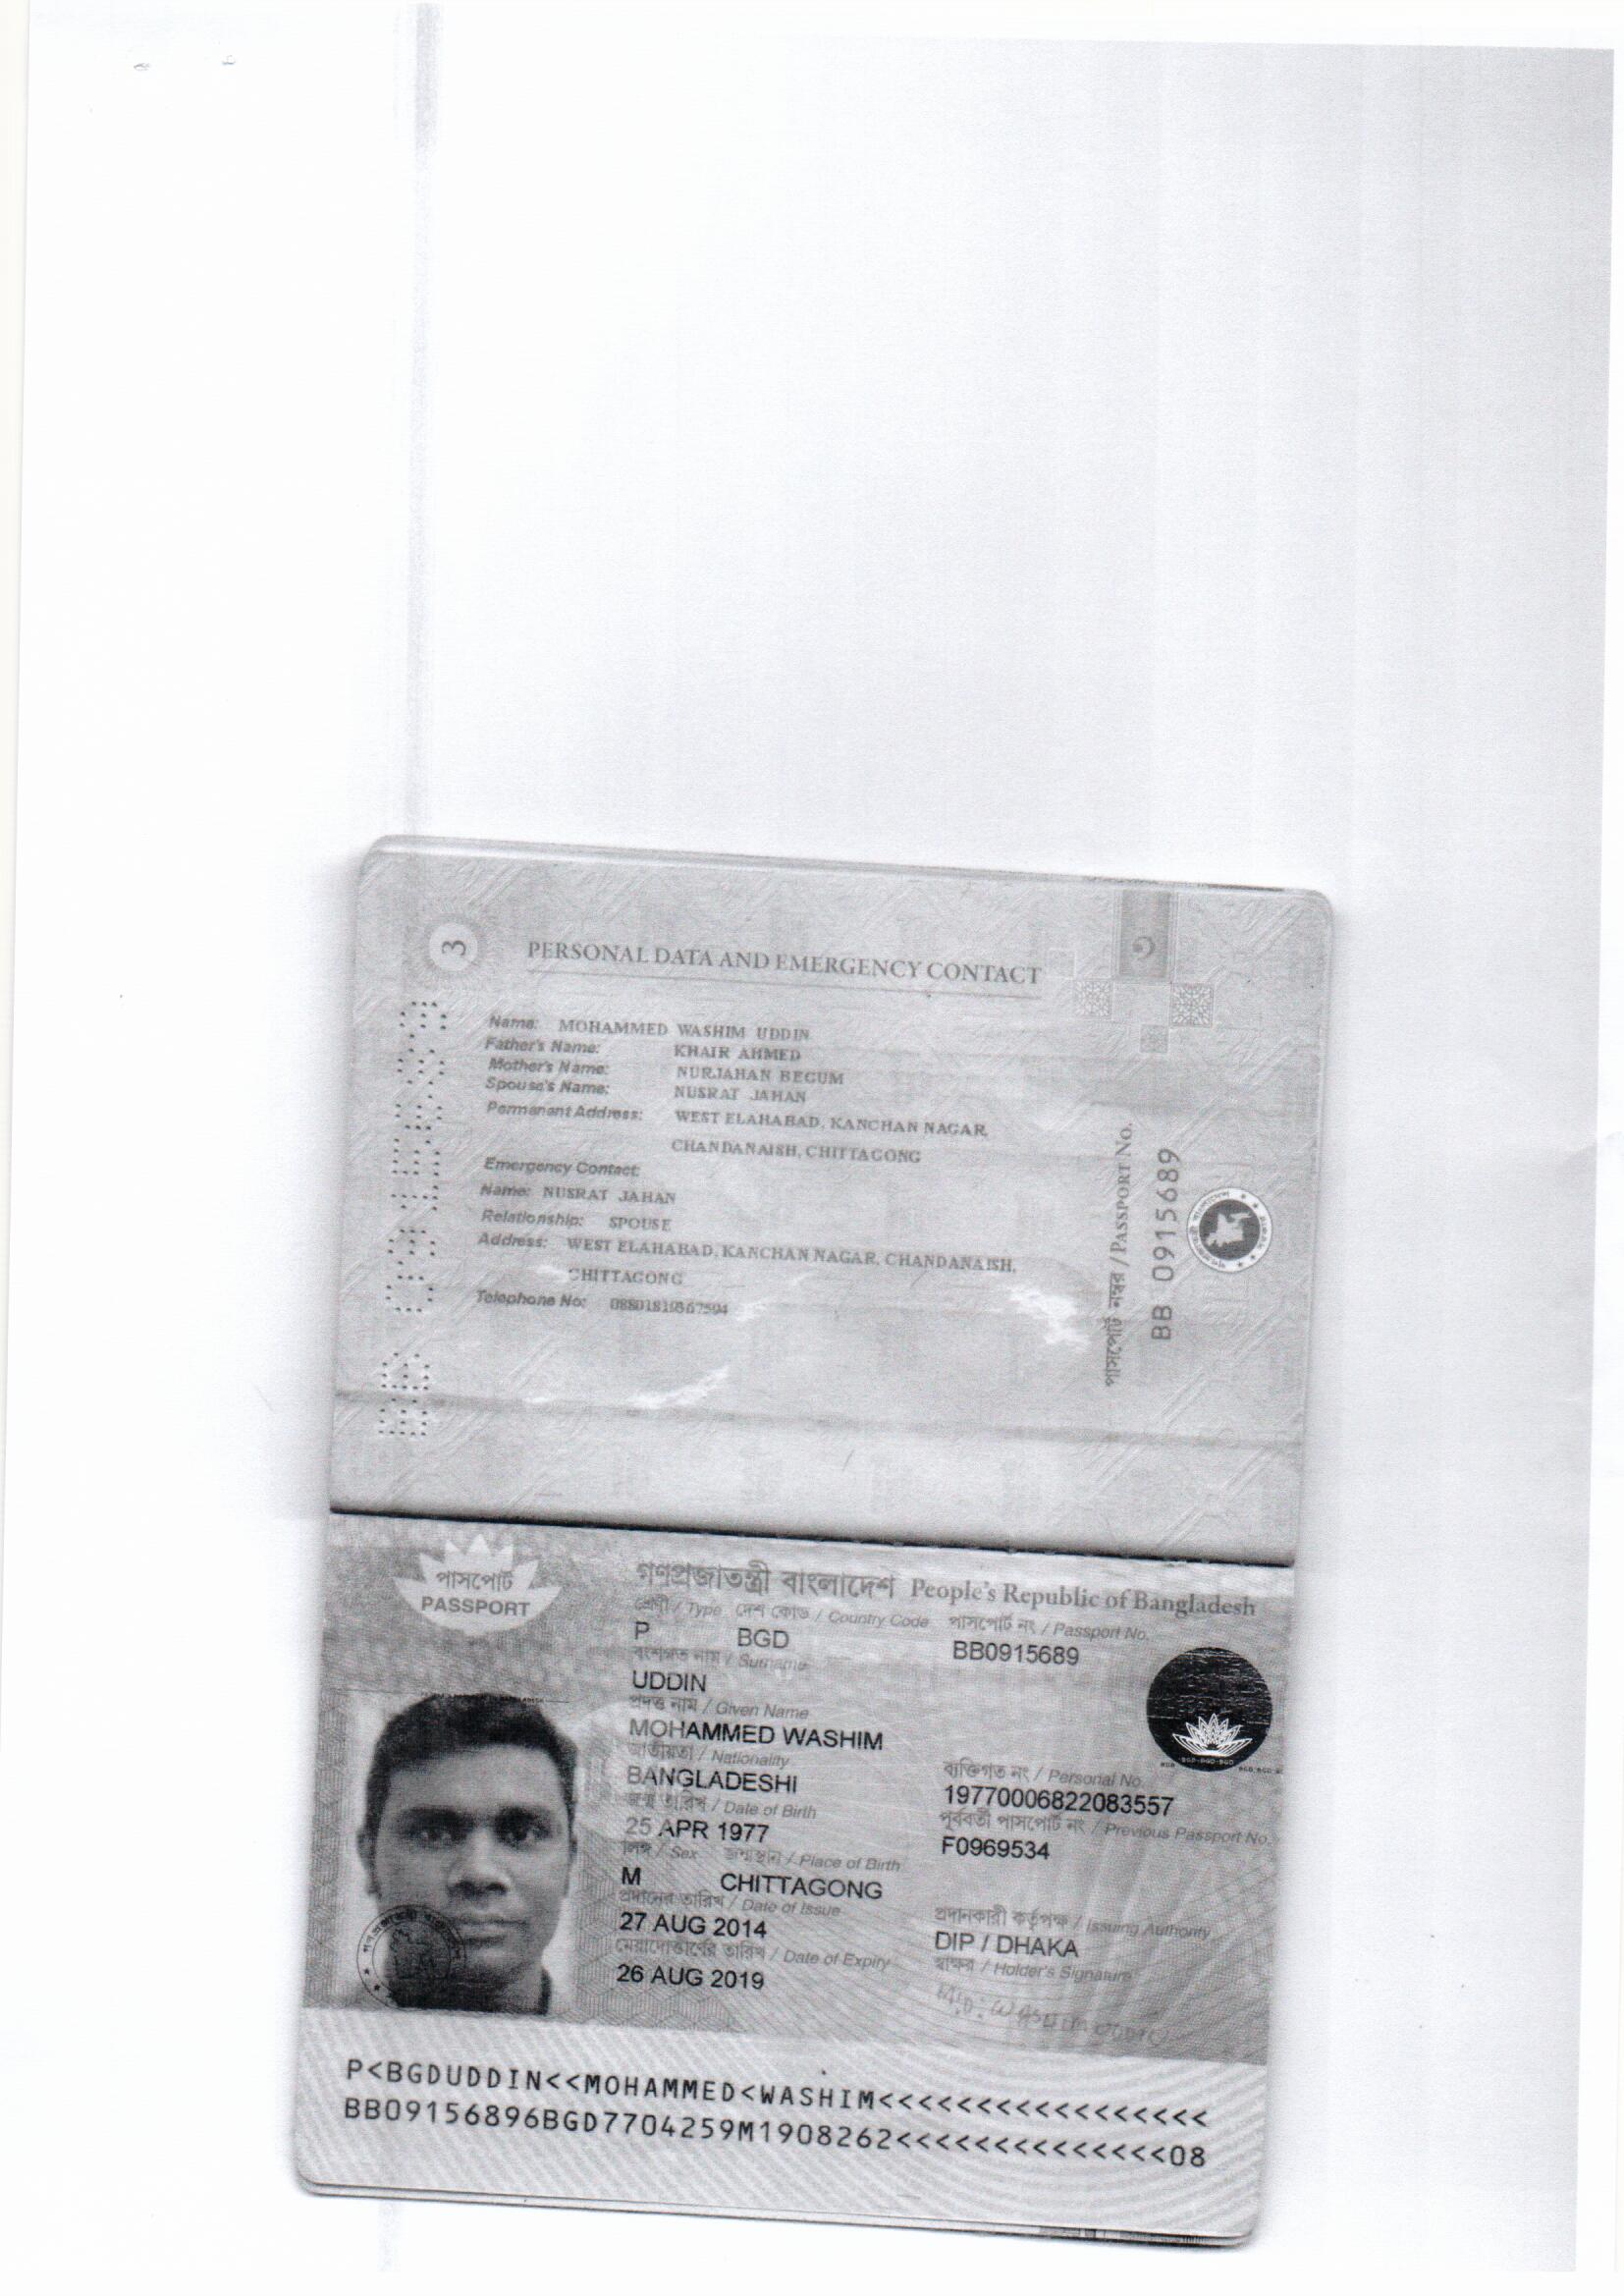 3
PERSONAL DATA AND EMERGENCY CONTACT
Name: MOHAMMED WASHIM UDDIN
Father's Name: KHAIR AHMED
Mother's Name: NURJAHAN BEGUM
Spouse's Name: NUSRAT JAHAN
Permanent Address: WEST ELAHABAD, KANCHAN NAGAR,
CHANDANAISH, CHITTAGONG
Emergency Contact:
Name: NUSRAT JAHAN
Relationship: SPOUSE
Address: WEST ELAHABAD, KANCHAN NAGAR, CHANDANAISH,
CHITTAGONG
Telephone No:
পাসপোর্ট নম্বর / PASSPORT No.
BB 0915689
পাসপোর্ট
PASSPORT
গণপ্রজাতন্ত্রী বাংলাদেশ People's Republic of Bangladesh
শ্রেণী / Type দেশ কোড / Country Code পাসপোর্ট নং / Passport No.
P BGD BB0915689
বংশগত নাম / Surname
UDDIN
প্রদত্ত নাম / Given Name
MOHAMMED WASHIM
জাতীয়তা / Nationality ব্যক্তিগত নং / Personal No.
BANGLADESHI 19770006822083557
জন্ম তারিখ / Date of Birth পূর্ববর্তী পাসপোর্ট নং / Previous Passport No.
25 APR 1977 F0969534
লিঙ্গ / Sex জন্মস্থান / Place of Birth
M CHITTAGONG
প্রদানের তারিখ / Date of Issue প্রদানকারী কর্তৃপক্ষ / Issuing Authority
27 AUG 2014 DIP / DHAKA
মেয়াদোত্তীর্ণের তারিখ / Date of Expiry স্বাক্ষর / Holder's Signature
26 AUG 2019
P<BGDUDDIN<<MOHAMMED<WASHIM<<<<<<<<<<<<<<<<<
BB09156896BGD7704259M1908262<<<<<<<<<<<<<<08